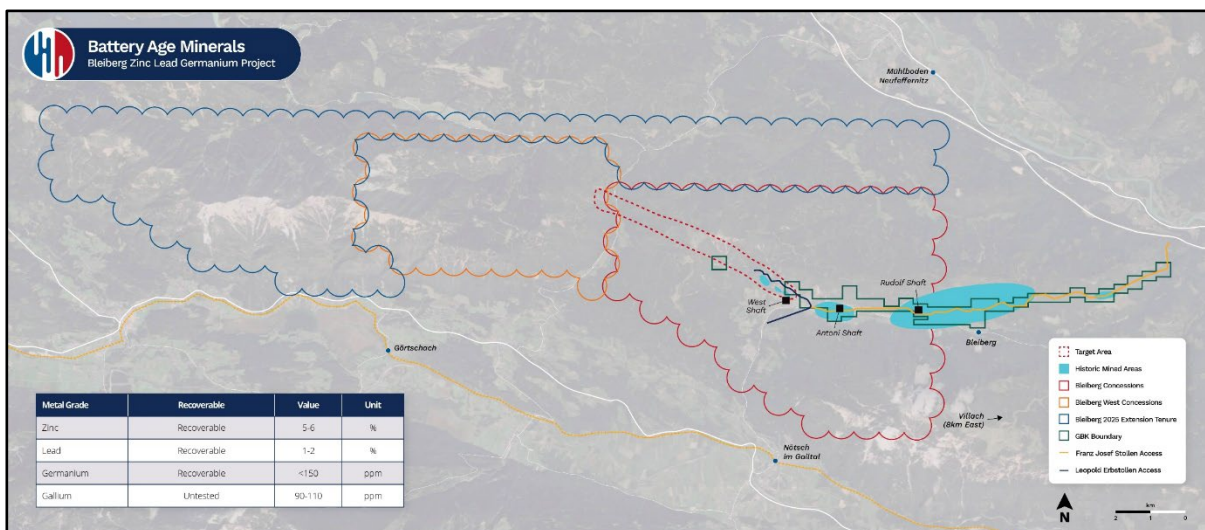 Battery Age Minerals
Bleiberg Zinc Lead Germanium Project
Mühlboden
Neufeffernitz
Rudolf Shaft
West
Shaft
Antoni Shaft
Bleiberg
Görtschach
Villach
(8km East)
Nötsch
im Gailtal
Metal Grade Recoverable Value Unit
Zinc Recoverable 5-6 %
Lead Recoverable 1-2 %
Germanium Recoverable <150 ppm
Gallium Untested 90-110 ppm
Target Area
Historic Mined Areas
Bleiberg Concessions
Bleiberg West Concessions
Bleiberg 2025 Extension Tenure
GBK Boundary
Franz Josef Stollen Access
Leopold Erbstollen Access
N
km
2 1 0